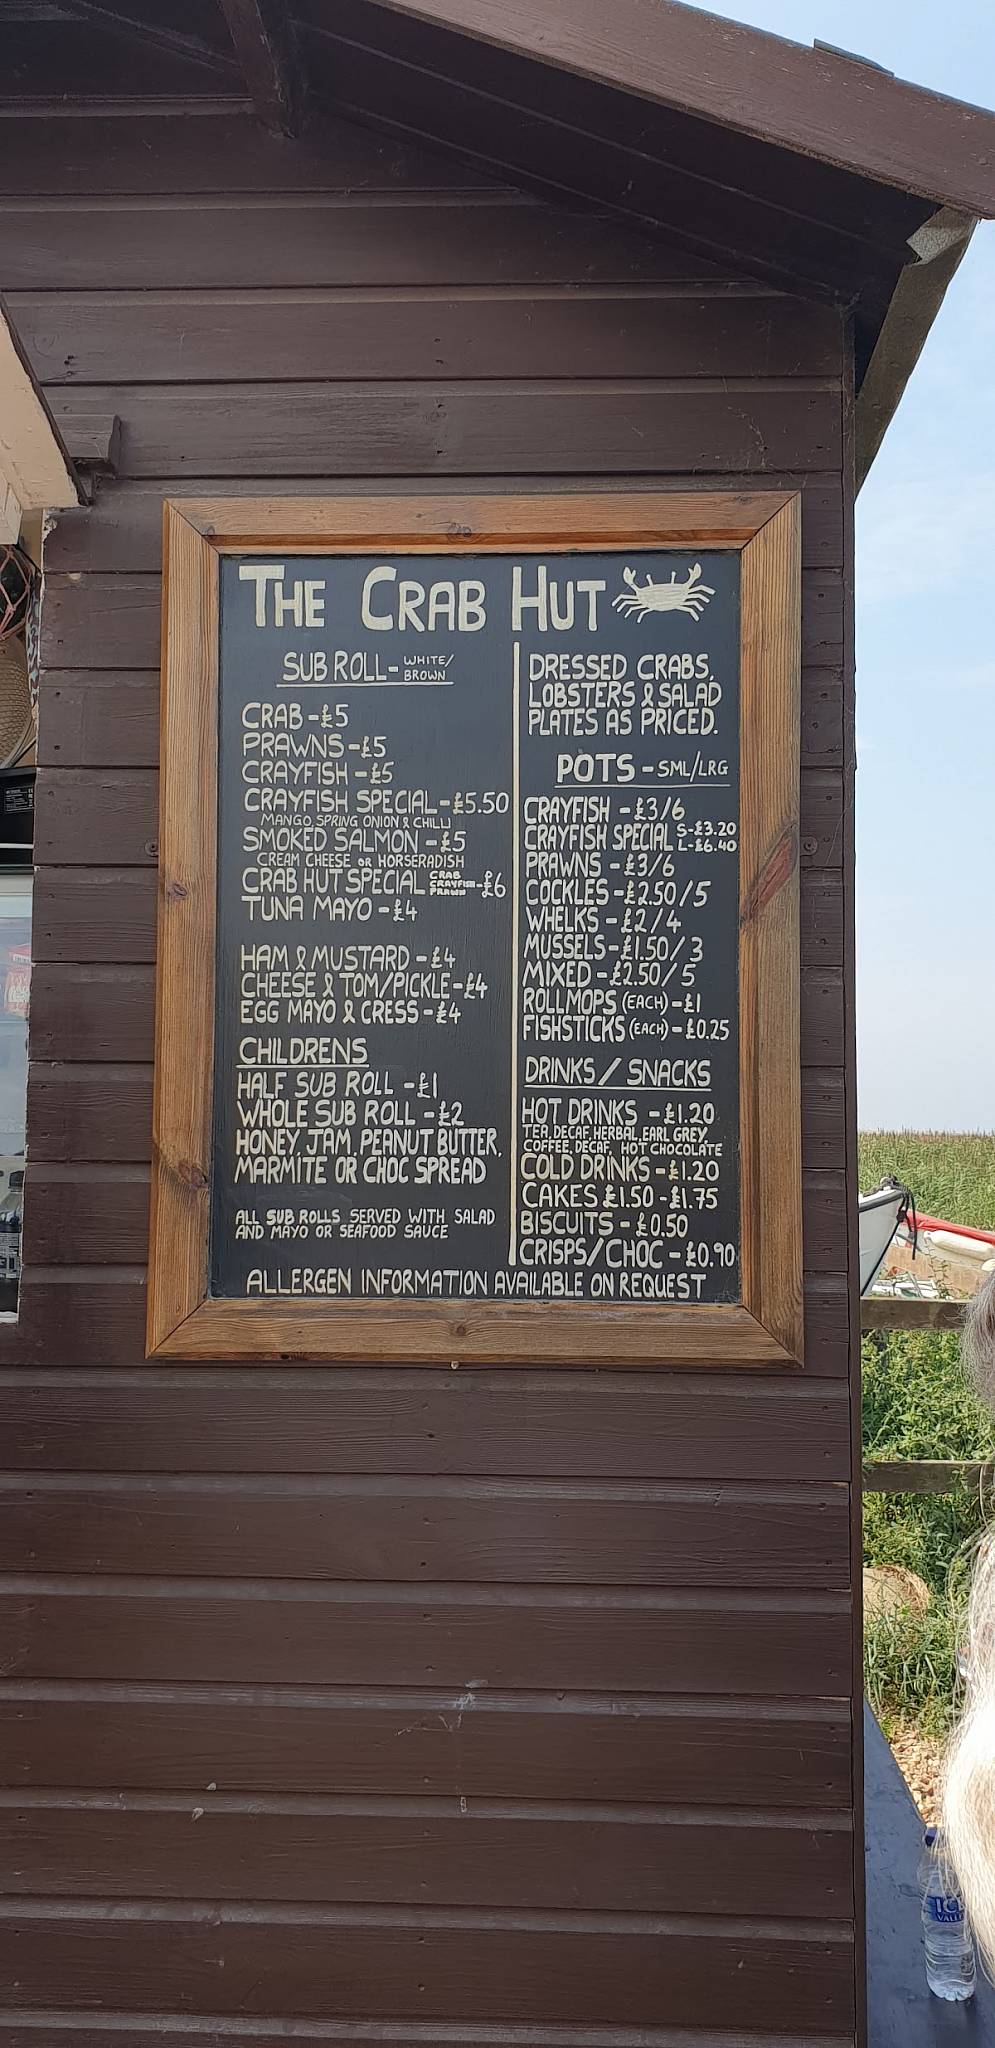 THE CRAB HUT
SUB ROLL - WHITE/
BROWN
CRAB - £5
PRAWNS - £5
CRAYFISH - £5
CRAYFISH SPECIAL - £5.50
MANGO, SPRING ONION & CHILLI
SMOKED SALMON - £5
CREAM CHEESE OR HORSERADISH
CRAB HUT SPECIAL CRAB CRAYFISH PRAWN - £6
TUNA MAYO - £4
HAM & MUSTARD - £4
CHEESE & TOM/PICKLE - £4
EGG MAYO & CRESS - £4
CHILDRENS
HALF SUB ROLL - £1
WHOLE SUB ROLL - £2
HONEY, JAM, PEANUT BUTTER,
MARMITE OR CHOC SPREAD
ALL SUB ROLLS SERVED WITH SALAD
AND MAYO OR SEAFOOD SAUCE
DRESSED CRABS,
LOBSTERS & SALAD
PLATES AS PRICED.
POTS - SML/LRG
CRAYFISH - £3/6
CRAYFISH SPECIAL S-£3.20
L-£6.40
PRAWNS - £3/6
COCKLES - £2.50/5
WHELKS - £2/4
MUSSELS - £1.50/3
MIXED - £2.50/5
ROLLMOPS (EACH) - £1
FISHSTICKS (EACH) - £0.25
DRINKS / SNACKS
HOT DRINKS - £1.20
TEA, DECAF, HERBAL, EARL GREY,
COFFEE, DECAF, HOT CHOCOLATE
COLD DRINKS - £1.20
CAKES £1.50 - £1.75
BISCUITS - £0.50
CRISPS/CHOC - £0.90
ALLERGEN INFORMATION AVAILABLE ON REQUEST